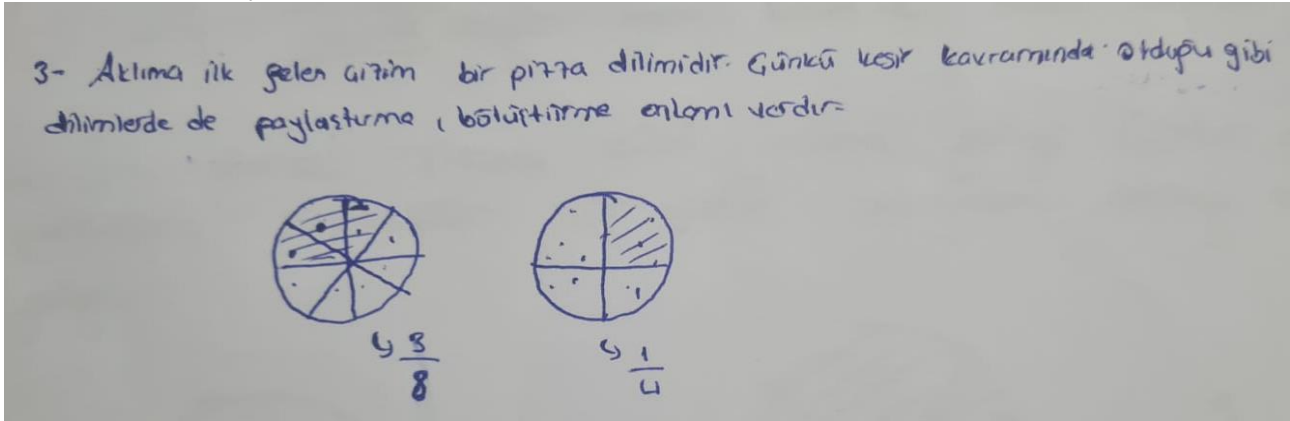 3- Aklıma ilk gelen çizim bir pizza dilimidir. Çünkü kesir kavramında olduğu gibi
dilimlerde de paylaştırma, bölüştürme anlamı vardır.
3/8
1/4